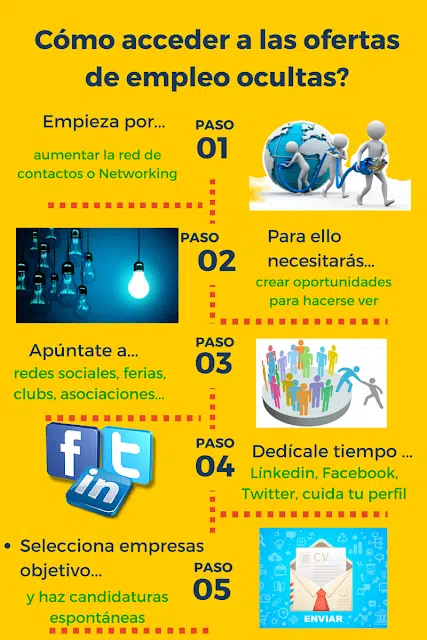 Cómo acceder a las ofertas
de empleo ocultas?
Empieza por...
aumentar la red de
contactos o Networking
PASO
01
PASO
02
Para ello
necesitarás...
crear oportunidades
para hacerse ver
Apúntate a...
redes sociales, ferias,
clubs, asociaciones...
PASO
03
f
t
in
PASO
04
Dedícale tiempo ...
Línkedin, Facebook,
Twitter, cuida tu perfil
• Selecciona empresas
objetivo...
y haz candidaturas
espontáneas
PASO
05
CV
ENVIAR